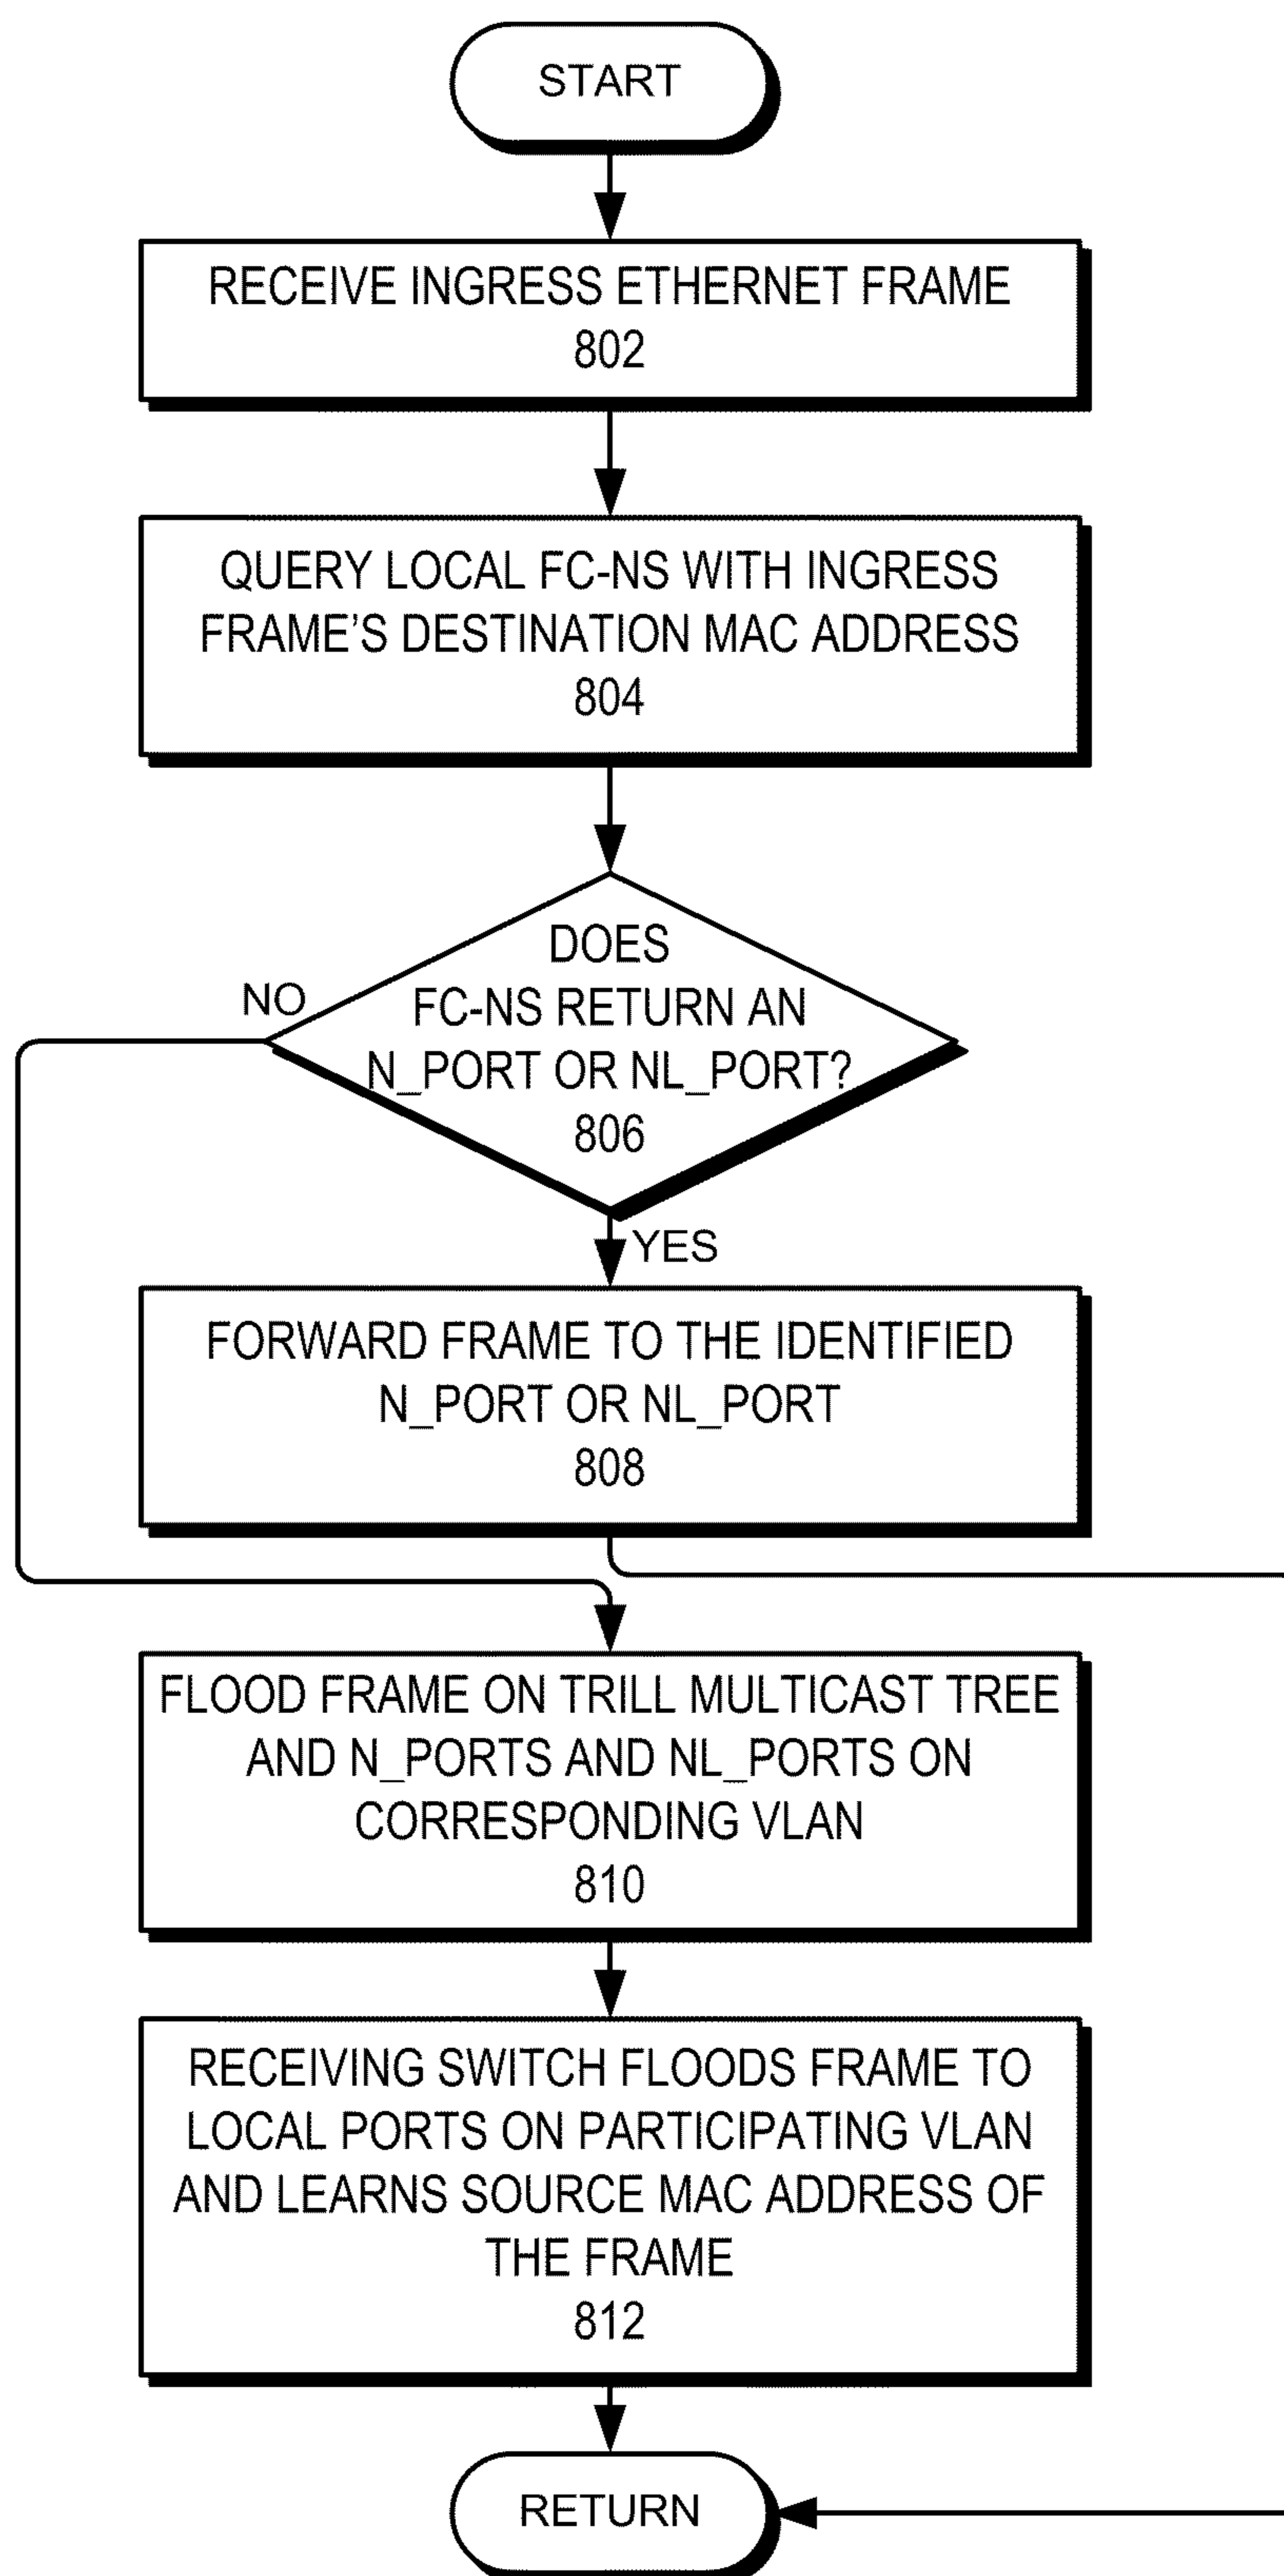 START
RECEIVE INGRESS ETHERNET FRAME
802
QUERY LOCAL FC-NS WITH INGRESS
FRAME'S DESTINATION MAC ADDRESS
804
DOES
NO
FC-NS RETURN AN
N_PORT OR NL_PORT?
806
YES
FORWARD FRAME TO THE IDENTIFIED
N_PORT OR NL_PORT
808
FLOOD FRAME ON TRILL MULTICAST TREE
AND N_PORTS AND NL_PORTS ON
CORRESPONDING VLAN
810
RECEIVING SWITCH FLOODS FRAME TO
LOCAL PORTS ON PARTICIPATING VLAN
AND LEARNS SOURCE MAC ADDRESS OF
THE FRAME
812
RETURN